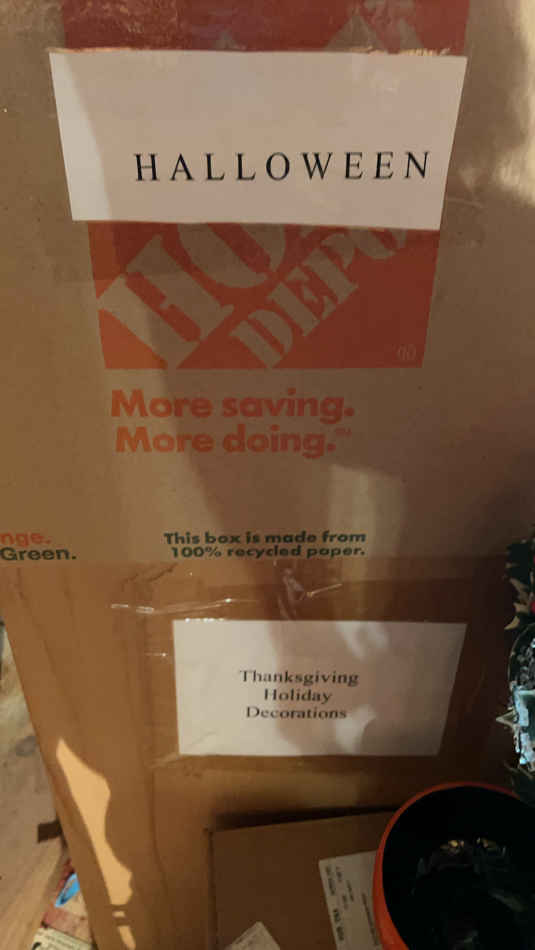 HALLOWEEN
DEPOT
More saving.
More doing.
nge.
Green.
This box is made from
100% recycled paper.
Thanksgiving
Holiday
Decorations